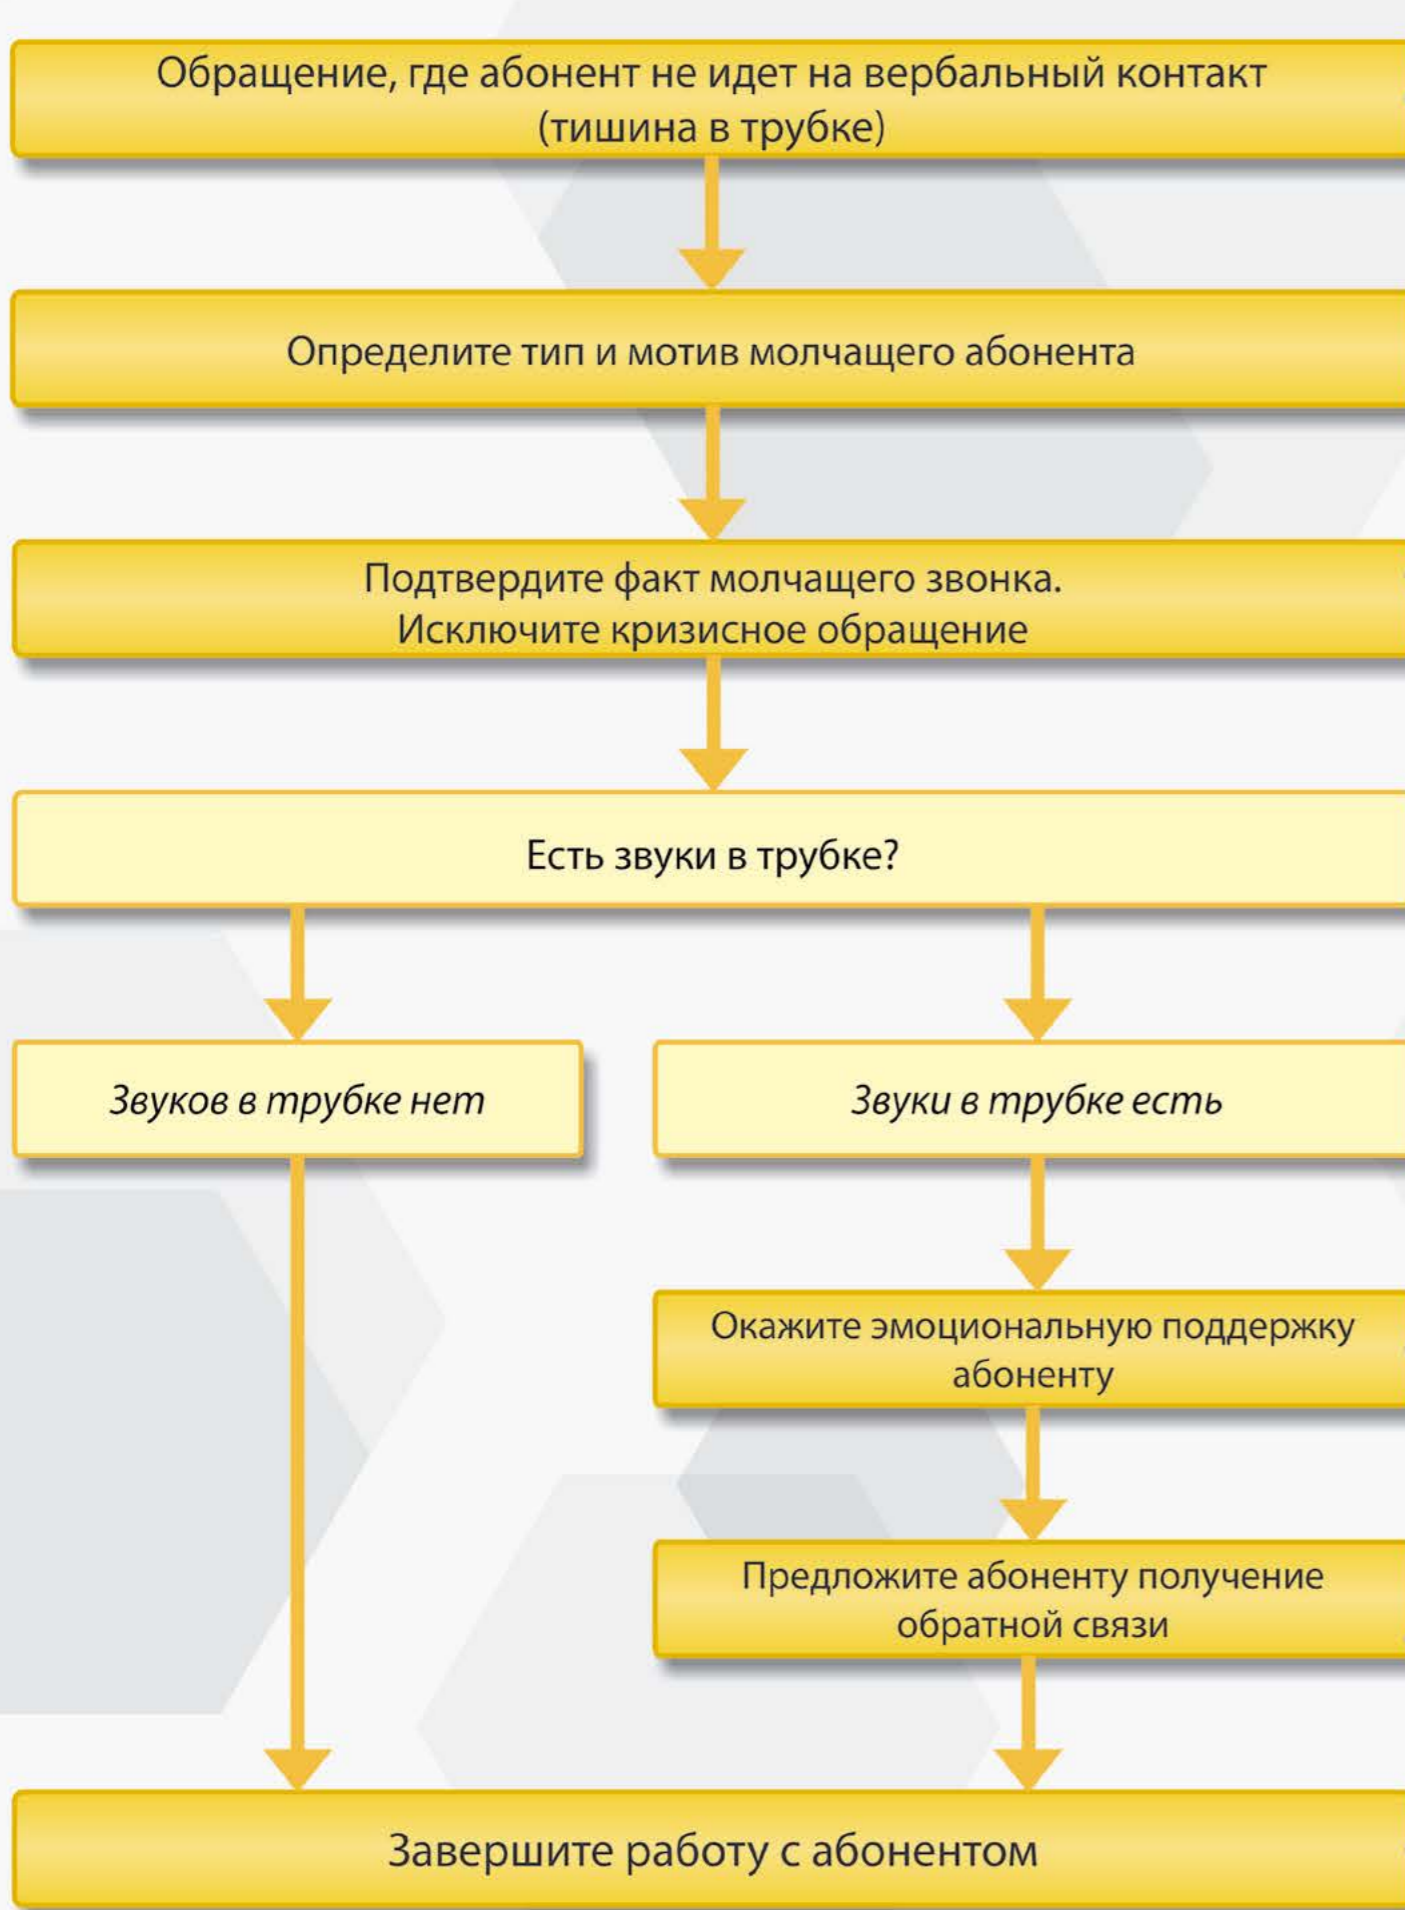 Обращение, где абонент не идет на вербальный контакт
(тишина в трубке)
Определите тип и мотив молчащего абонента
Подтвердите факт молчащего звонка.
Исключите кризисное обращение
Есть звуки в трубке?
Звуков в трубке нет
Звуки в трубке есть
Окажите эмоциональную поддержку
абоненту
Предложите абоненту получение
обратной связи
Завершите работу с абонентом